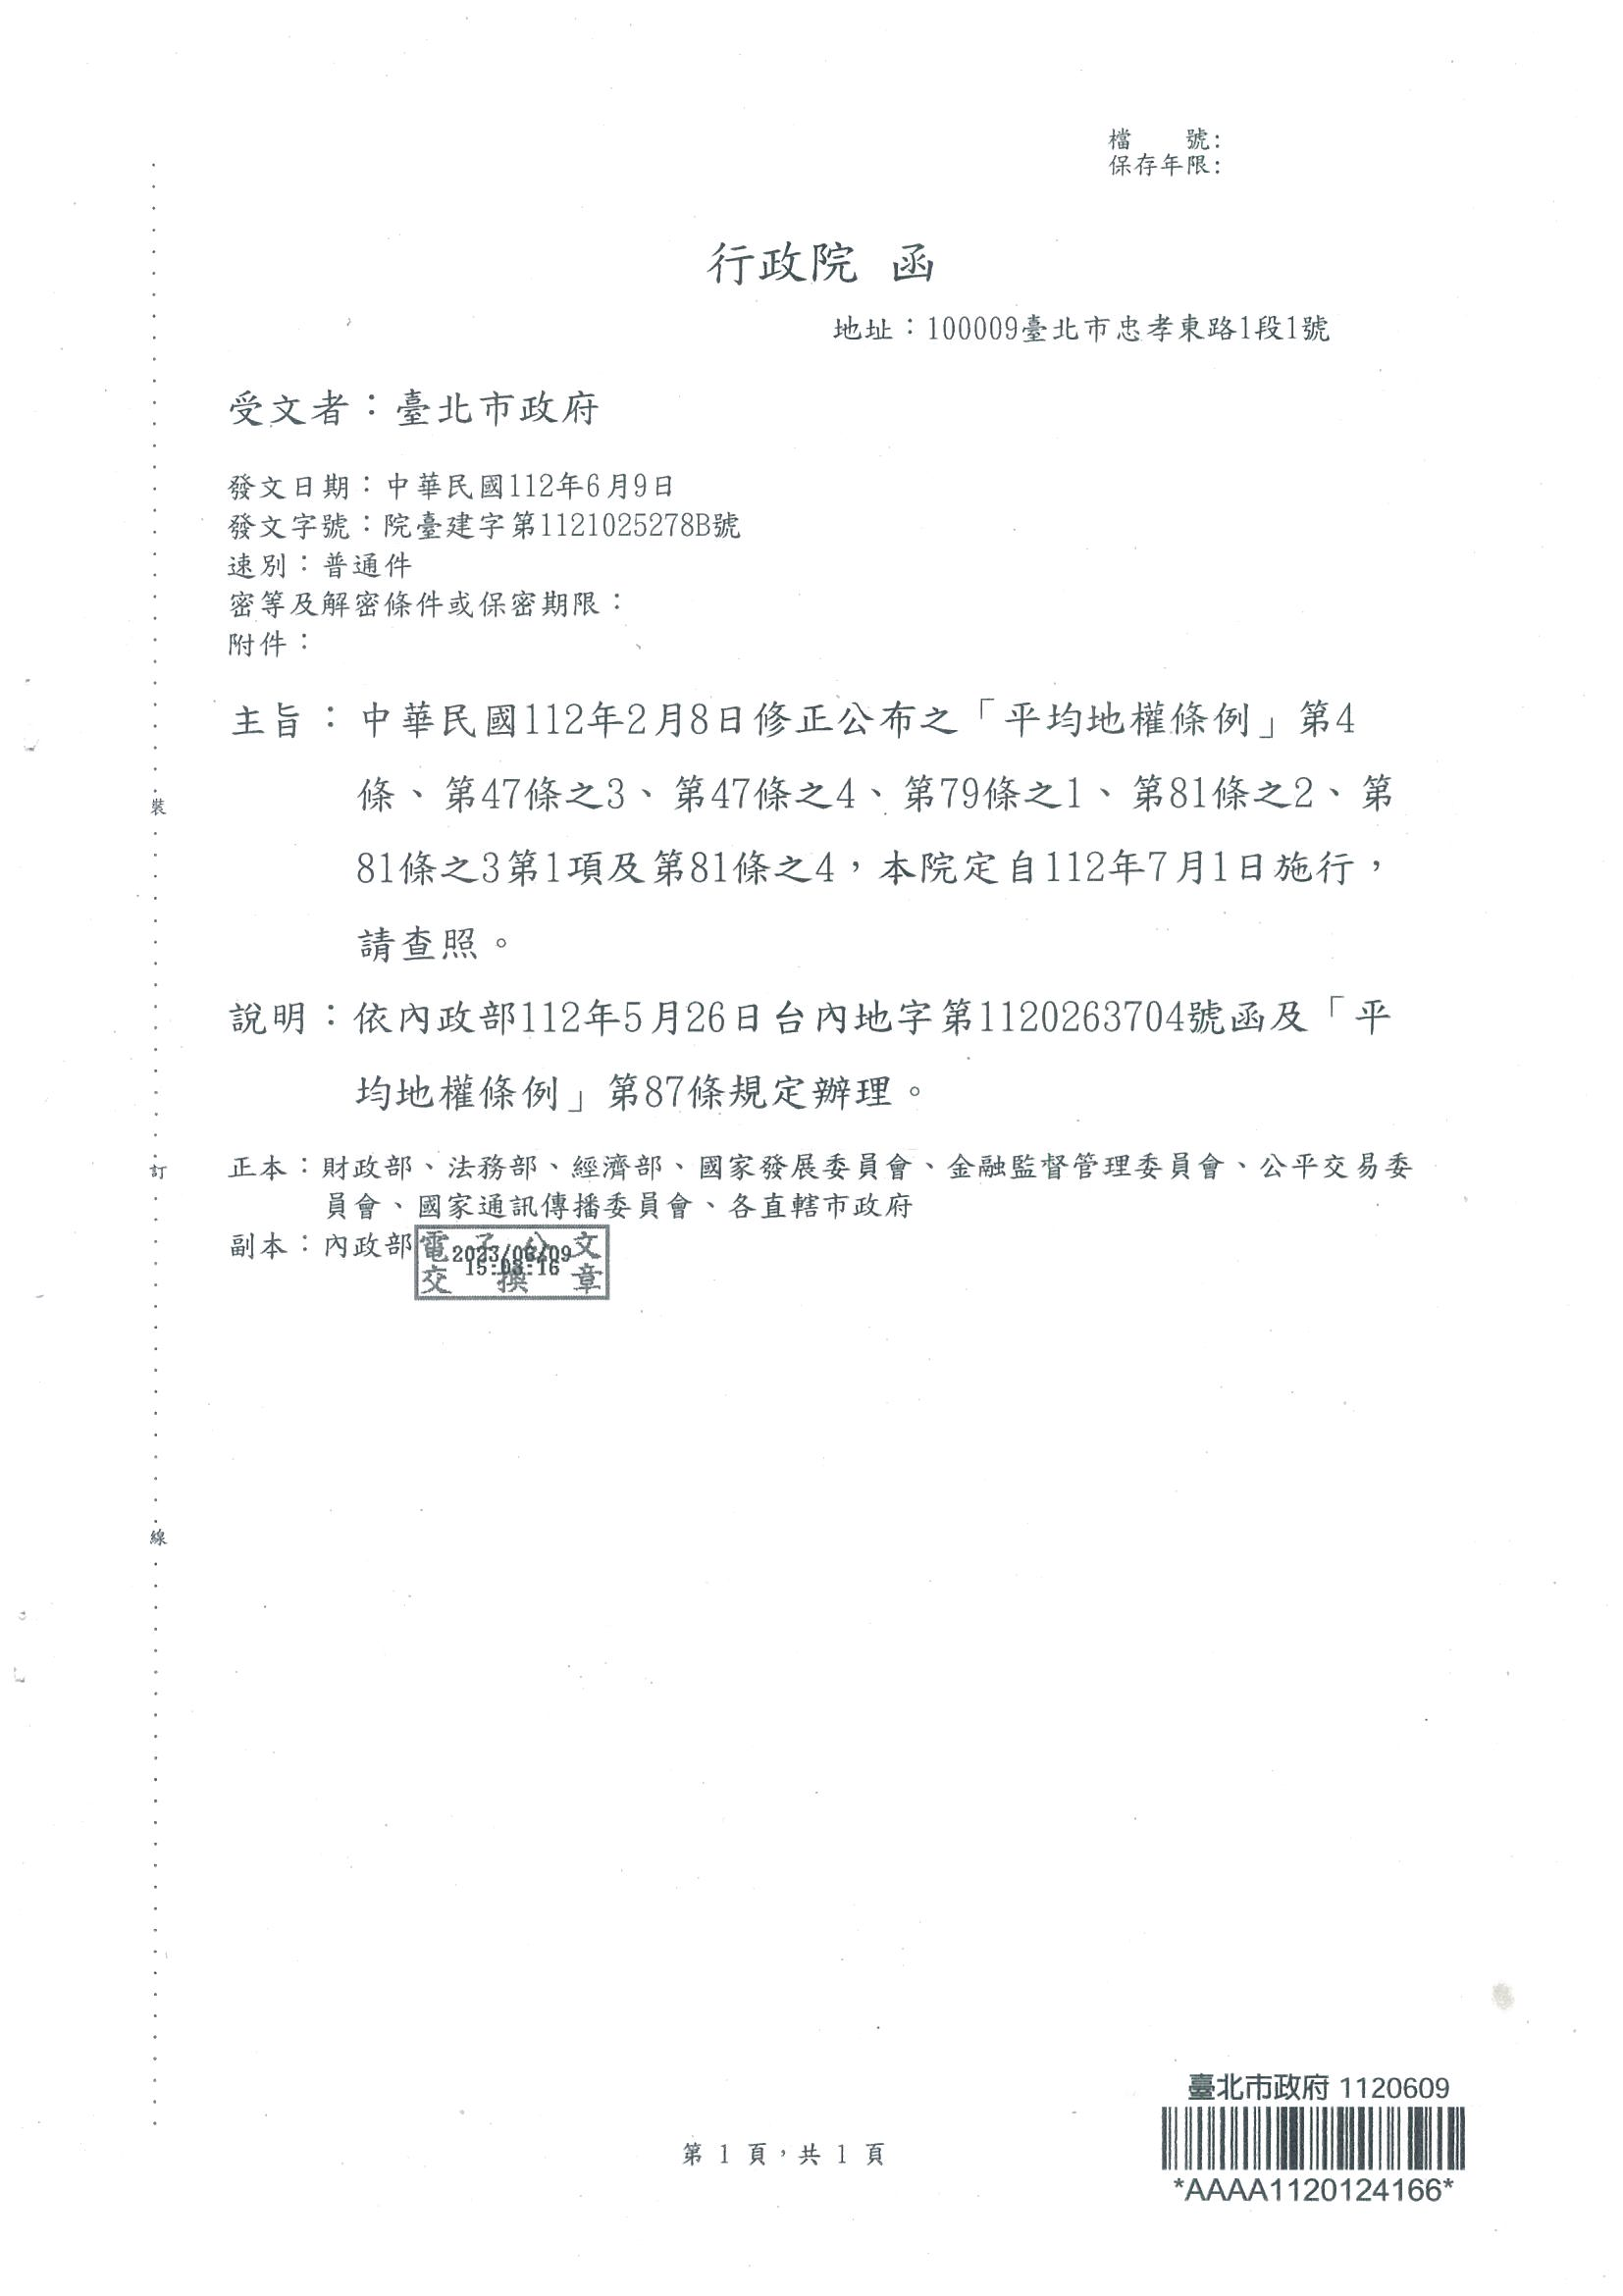 檔　　號：
保存年限：
行政院 函
地址：100009臺北市忠孝東路1段1號
受文者：臺北市政府
發文日期：中華民國112年6月9日
發文字號：院臺建字第1121025278B號
速別：普通件
密等及解密條件或保密期限：
附件：
主旨：中華民國112年2月8日修正公布之「平均地權條例」第4
條、第47條之3、第47條之4、第79條之1、第81條之2、第
81條之3第1項及第81條之4，本院定自112年7月1日施行，
請查照。
說明：依內政部112年5月26日台內地字第1120263704號函及「平
均地權條例」第87條規定辦理。
正本：財政部、法務部、經濟部、國家發展委員會、金融監督管理委員會、公平交易委
員會、國家通訊傳播委員會、各直轄市政府
副本：內政部
電子公文
2023/06/09
15:03:16
交換章
裝
訂
線
第 1 頁，共 1 頁
臺北市政府 1120609
*AAAA1120124166*